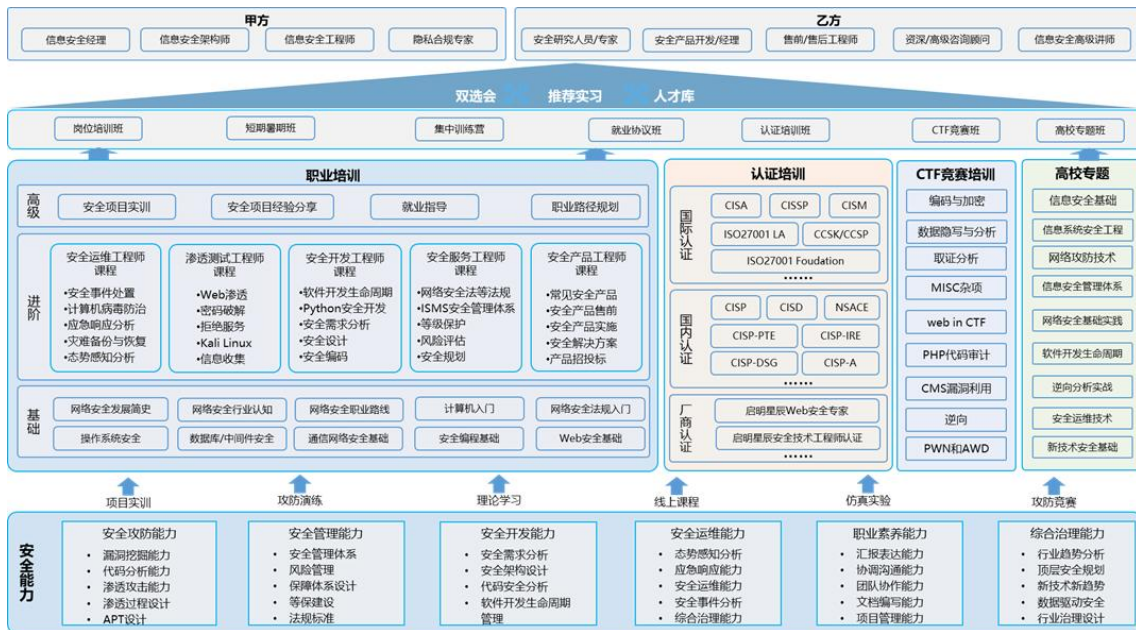 甲方
信息安全经理
信息安全架构师
信息安全工程师
隐私合规专家
乙方
安全研究人员/专家
安全产品开发/经理
售前/售后工程师
资深/高级咨询顾问
信息安全高级讲师
双选会
推荐实习
人才库
岗位培训班
短期暑期班
集中训练营
就业协议班
认证培训班
CTF竞赛班
高校专题班
职业培训
高级
安全项目实训
安全项目经验分享
就业指导
职业路径规划
进阶
安全运维工程师
课程
•安全事件处置
•计算机病毒防治
•应急响应分析
•灾难备份与恢复
•态势感知分析
渗透测试工程师
课程
•Web渗透
•密码破解
•拒绝服务
•Kali Linux
•信息收集
安全开发工程师
课程
•软件开发生命周期
•Python安全开发
•安全需求分析
•安全设计
•安全编码
安全服务工程师
课程
•网络安全法等法规
•ISMS安全管理体系
•等级保护
•风险评估
•安全规划
安全产品工程师
课程
•常见安全产品
•安全产品售前
•安全产品实施
•安全解决方案
•产品招投标
基础
网络安全发展简史
网络安全行业认知
网络安全职业路线
计算机入门
网络安全法规入门
操作系统安全
数据库/中间件安全
通信网络安全基础
安全编程基础
Web安全基础
认证培训
国际认证
CISA
CISSP
CISM
ISO27001 LA
CCSK/CCSP
ISO27001 Foudation
……
国内认证
CISP
CISD
NSACE
CISP-PTE
CISP-IRE
CISP-DSG
CISP-A
……
厂商认证
启明星辰Web安全专家
启明星辰安全技术工程师认证
……
CTF竞赛培训
编码与加密
数据隐写与分析
取证分析
MISC杂项
web in CTF
PHP代码审计
CMS漏洞利用
逆向
PWN和AWD
高校专题
信息安全基础
信息系统安全工程
网络攻防技术
信息安全管理体系
网络安全基础实践
软件开发生命周期
逆向分析实战
安全运维技术
新技术安全基础
项目实训
攻防演练
理论学习
线上课程
仿真实验
攻防竞赛
安全能力
安全攻防能力
• 漏洞挖掘能力
• 代码分析能力
• 渗透攻击能力
• 渗透过程设计
• APT设计
安全管理能力
• 安全管理体系
• 风险管理
• 保障体系设计
• 等保建设
• 法规标准
安全开发能力
• 安全需求分析
• 安全架构设计
• 代码安全分析
• 软件开发生命周期
管理
安全运维能力
• 态势感知分析
• 应急响应能力
• 安全运维能力
• 安全事件分析
• 综合治理能力
职业素养能力
• 汇报表达能力
• 协调沟通能力
• 团队协作能力
• 文档编写能力
• 项目管理能力
综合治理能力
• 行业趋势分析
• 顶层安全规划
• 新技术新趋势
• 数据驱动安全
• 行业治理设计